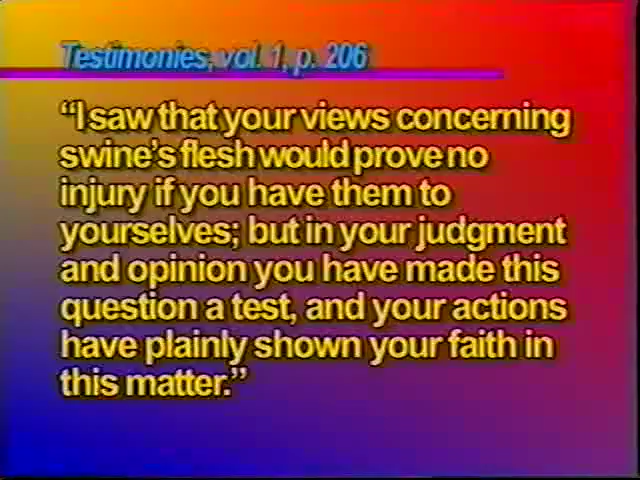 Testimonies, vol. 1, p. 206
“I saw that your views concerning
swine’s flesh would prove no
injury if you have them to
yourselves; but in your judgment
and opinion you have made this
question a test, and your actions
have plainly shown your faith in
this matter.”